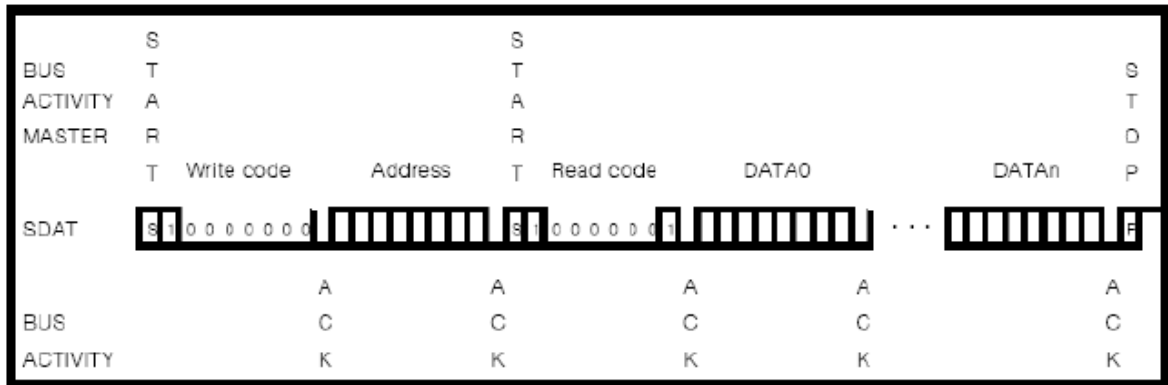 S S
BUS T T S
ACTIVITY A A T
MASTER R R O
T Write code Address T Read code DATA0 DATAn P
SDAT S 1 0 0 0 0 0 0 0 S 1 0 0 0 0 0 0 1 · · · P
A A A A A
BUS C C C C C
ACTIVITY K K K K K